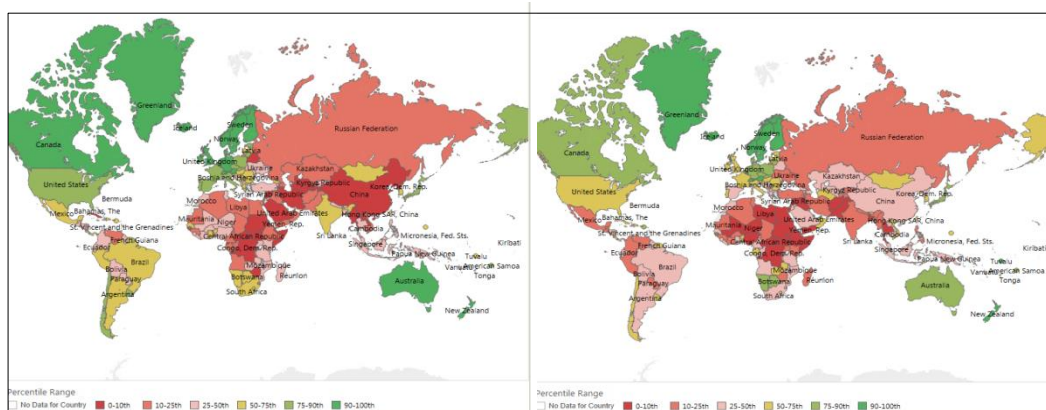 Greenland
Iceland
Sweden
Norway
Russian Federation
Canada
Latvia
United Kingdom
Ukraine
Kazakhstan
United States
Bosnia and Herzegovina
Kyrgyz Republic
Korea, Dem. Rep.
Bermuda
Morocco
Syrian Arab Republic
China
Libya
Mexico
Bahamas, The
Mauritania
Niger
United Arab Emirates
Hong Kong SAR, China
St. Vincent and the Grenadines
Yemen, Rep.
Cambodia
Central African Republic
Sri Lanka
Micronesia, Fed. Sts.
French Guiana
Kiribati
Ecuador
Congo, Dem. Rep.
Singapore
Brazil
Papua New Guinea
Tuvalu
Bolivia
Mozambique
American Samoa
Paraguay
Botswana
Réunion
Vanuatu
Tonga
Argentina
South Africa
Australia
New Zealand
Percentile Range
No Data for Country 0-10th 10-25th 25-50th 50-75th 75-90th 90-100th
Greenland
Iceland
Sweden
Norway
Russian Federation
Canada
Latvia
United Kingdom
Ukraine
Kazakhstan
United States
Bosnia and Herzegovina
Kyrgyz Republic
Korea, Dem. Rep.
Bermuda
Morocco
Syrian Arab Republic
China
Libya
Mexico
Bahamas, The
Mauritania
Niger
United Arab Emirates
Hong Kong SAR, China
St. Vincent and the Grenadines
Yemen, Rep.
Cambodia
Central African Republic
Sri Lanka
Micronesia, Fed. Sts.
French Guiana
Kiribati
Ecuador
Congo, Dem. Rep.
Singapore
Brazil
Papua New Guinea
Tuvalu
Bolivia
Mozambique
American Samoa
Paraguay
Botswana
Réunion
Vanuatu
Tonga
Argentina
South Africa
Australia
New Zealand
Percentile Range
No Data for Country 0-10th 10-25th 25-50th 50-75th 75-90th 90-100th